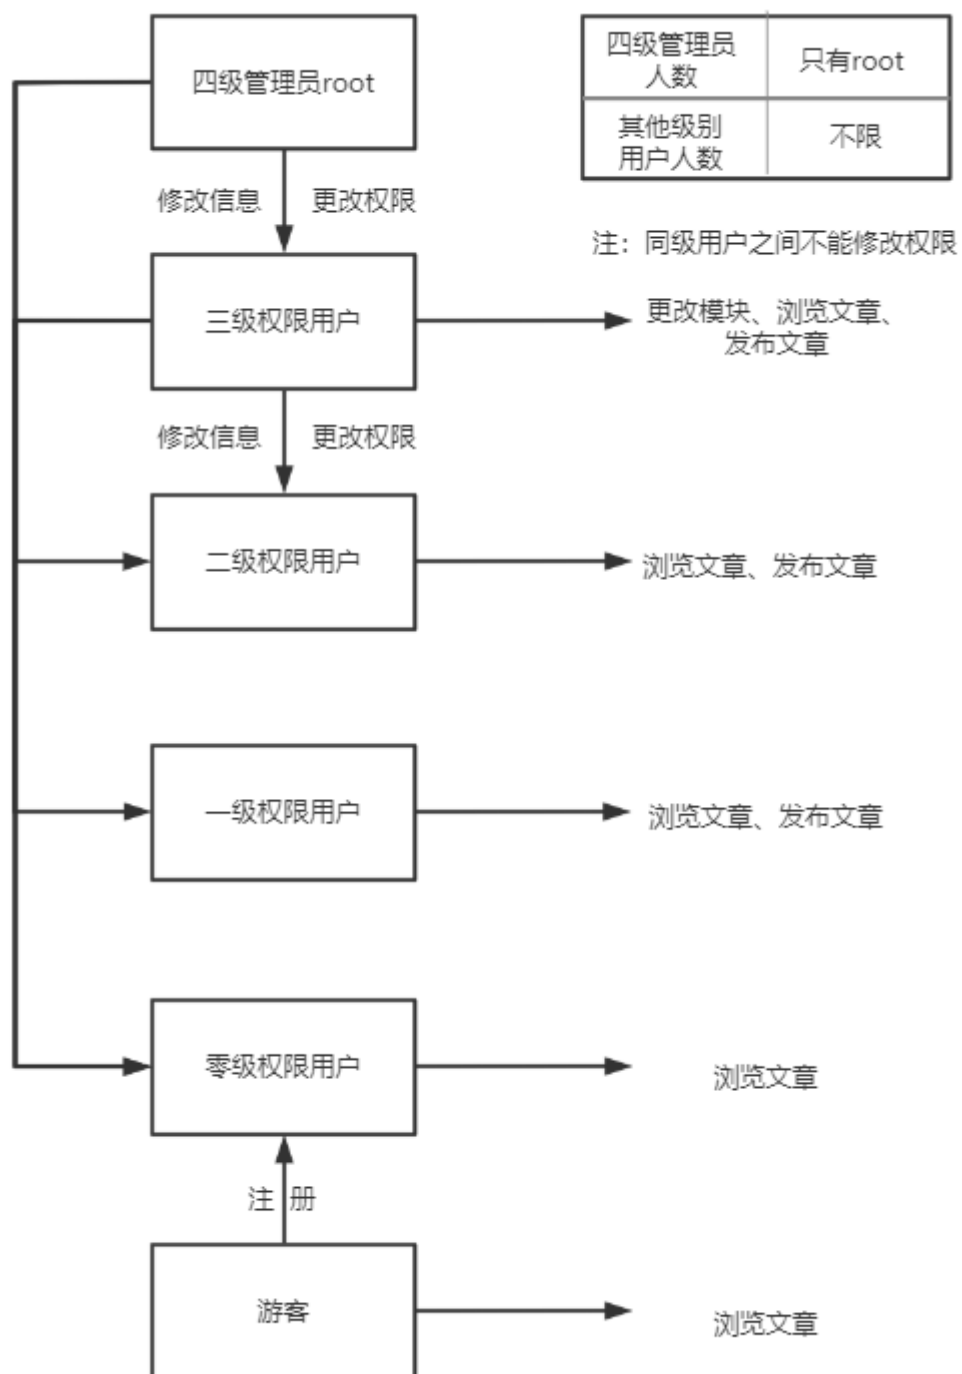 四级管理员root
四级管理员
人数
只有root
其他级别
用户人数
不限
修改信息
更改权限
注：同级用户之间不能修改权限
三级权限用户
更改模块、浏览文章、
发布文章
修改信息
更改权限
二级权限用户
浏览文章、发布文章
一级权限用户
浏览文章、发布文章
零级权限用户
浏览文章
注 册
游客
浏览文章